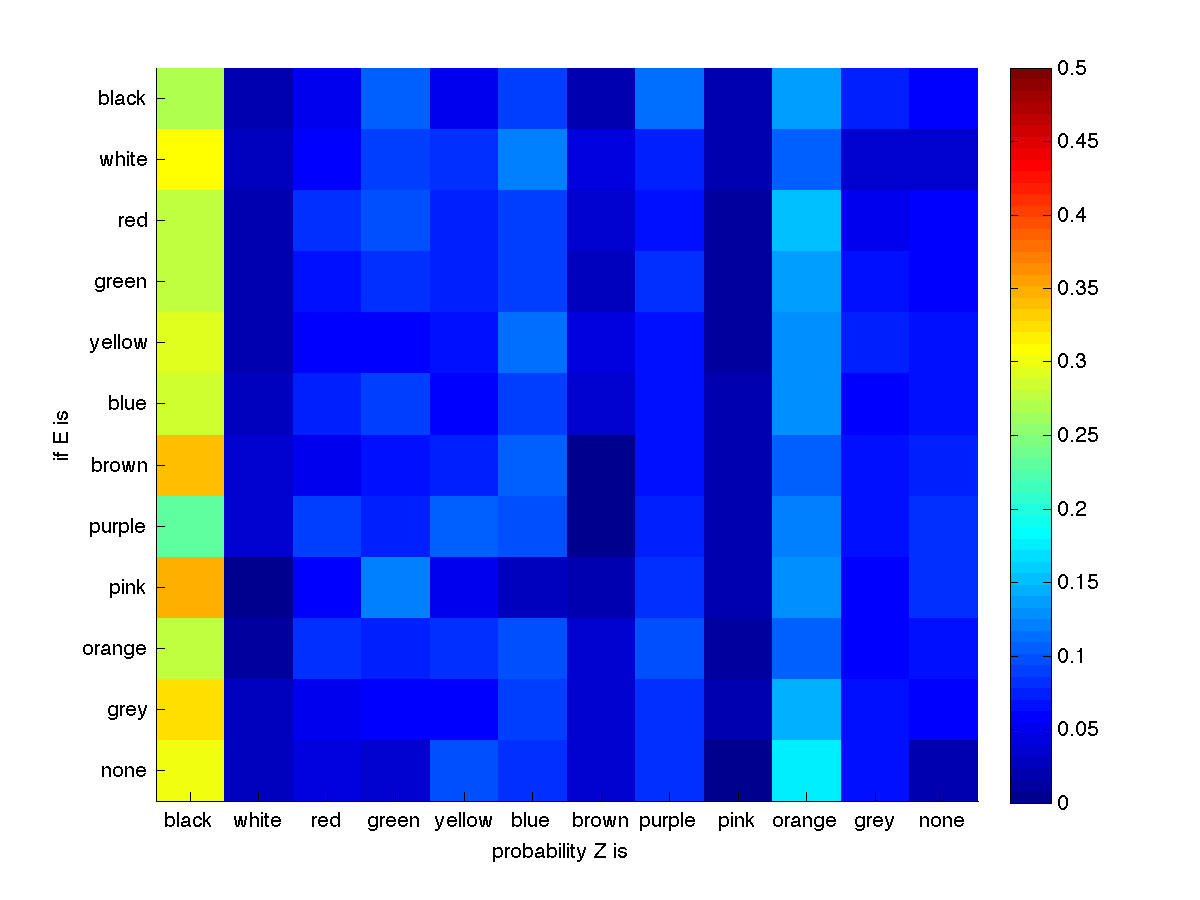 black
white
red
green
yellow
blue
brown
purple
pink
orange
grey
none
if E is
black white red green yellow blue brown purple pink orange grey none
probability Z is
0.5
0.45
0.4
0.35
0.3
0.25
0.2
0.15
0.1
0.05
0